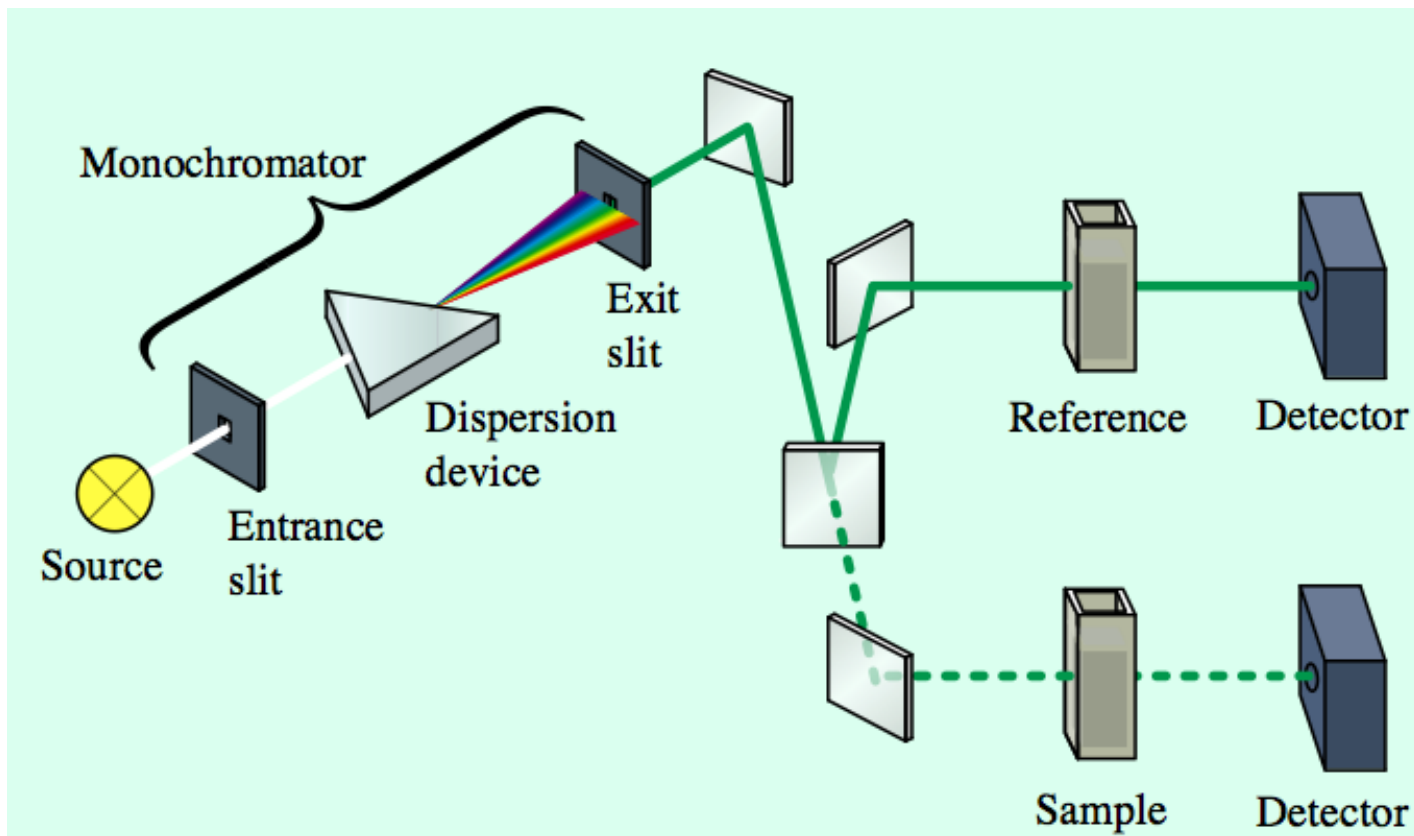 Monochromator
Exit
slit
Dispersion
device
Entrance
slit
Source
Reference
Detector
Sample
Detector